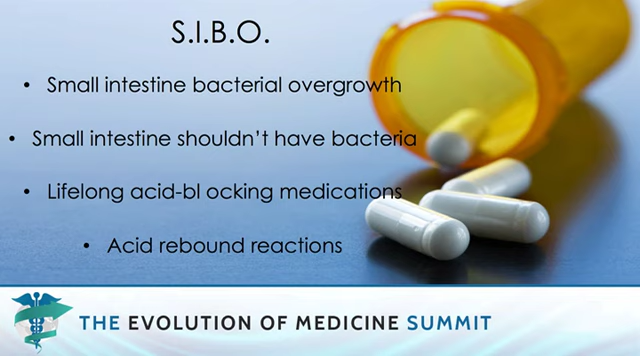 S.I.B.O.
• Small intestine bacterial overgrowth
• Small intestine shouldn't have bacteria
• Lifelong acid-bl ocking medications
• Acid rebound reactions
THE EVOLUTION OF MEDICINE SUMMIT